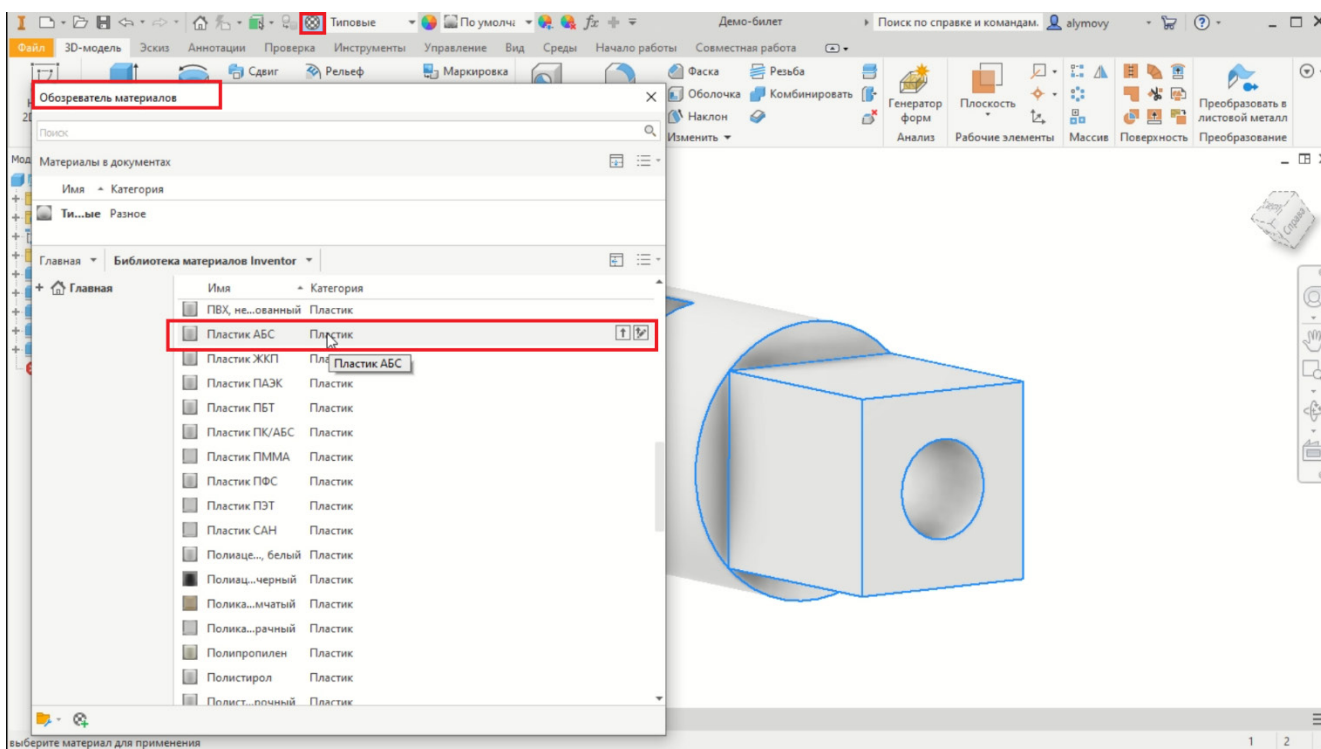 Типовые По умолч fx Демо-билет Поиск по справке и командам. alymovy
Файл 3D-модель Эскиз Аннотации Проверка Инструменты Управление Вид Среды Начало работы Совместная работа
Сдвиг Рельеф Маркировка Фаска Резьба
Обозреватель материалов
Оболочка Комбинировать
Генератор форм Плоскость Преобразовать в листовой металл
Наклон
Изменить Анализ Рабочие элементы Массив Поверхность Преобразование
Поиск
Материалы в документах
Имя Категория
Ти...ые Разное
Главная Библиотека материалов Inventor
Главная
Имя Категория
ПВХ, не...ованный Пластик
Пластик АБС Пластик
Пластик ЖКП
Пластик АБС
Пластик ПАЭК Пластик
Пластик ПБТ Пластик
Пластик ПК/АБС Пластик
Пластик ПММА Пластик
Пластик ПФС Пластик
Пластик ПЭТ Пластик
Пластик САН Пластик
Полиаце..., белый Пластик
Полиац...черный Пластик
Полика...мчатый Пластик
Полика...рачный Пластик
Полипропилен Пластик
Полистирол Пластик
Полист...рочный Пластик
Справа
выберите материал для применения
1 2